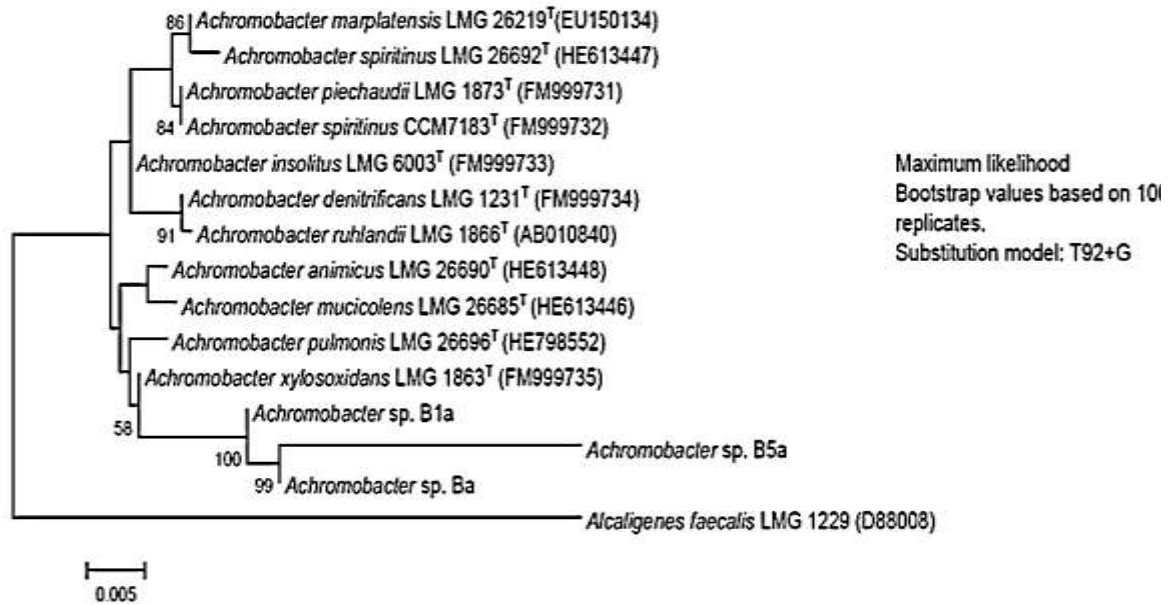 86 Achromobacter marplatensis LMG 26219ᵀ(EU150134)
Achromobacter spiritinus LMG 26692ᵀ (HE613447)
Achromobacter piechaudii LMG 1873ᵀ (FM999731)
84 Achromobacter spiritinus CCM7183ᵀ (FM999732)
Achromobacter insolitus LMG 6003ᵀ (FM999733)
Achromobacter denitrificans LMG 1231ᵀ (FM999734)
91 Achromobacter ruhlandii LMG 1866ᵀ (AB010840)
Achromobacter animicus LMG 26690ᵀ (HE613448)
Achromobacter mucicolens LMG 26685ᵀ (HE613446)
Achromobacter pulmonis LMG 26696ᵀ (HE798552)
Achromobacter xylosoxidans LMG 1863ᵀ (FM999735)
58
Achromobacter sp. B1a
100
Achromobacter sp. B5a
99 Achromobacter sp. Ba
Alcaligenes faecalis LMG 1229 (D88008)
0.005
Maximum likelihood
Bootstrap values based on 100
replicates.
Substitution model: T92+G